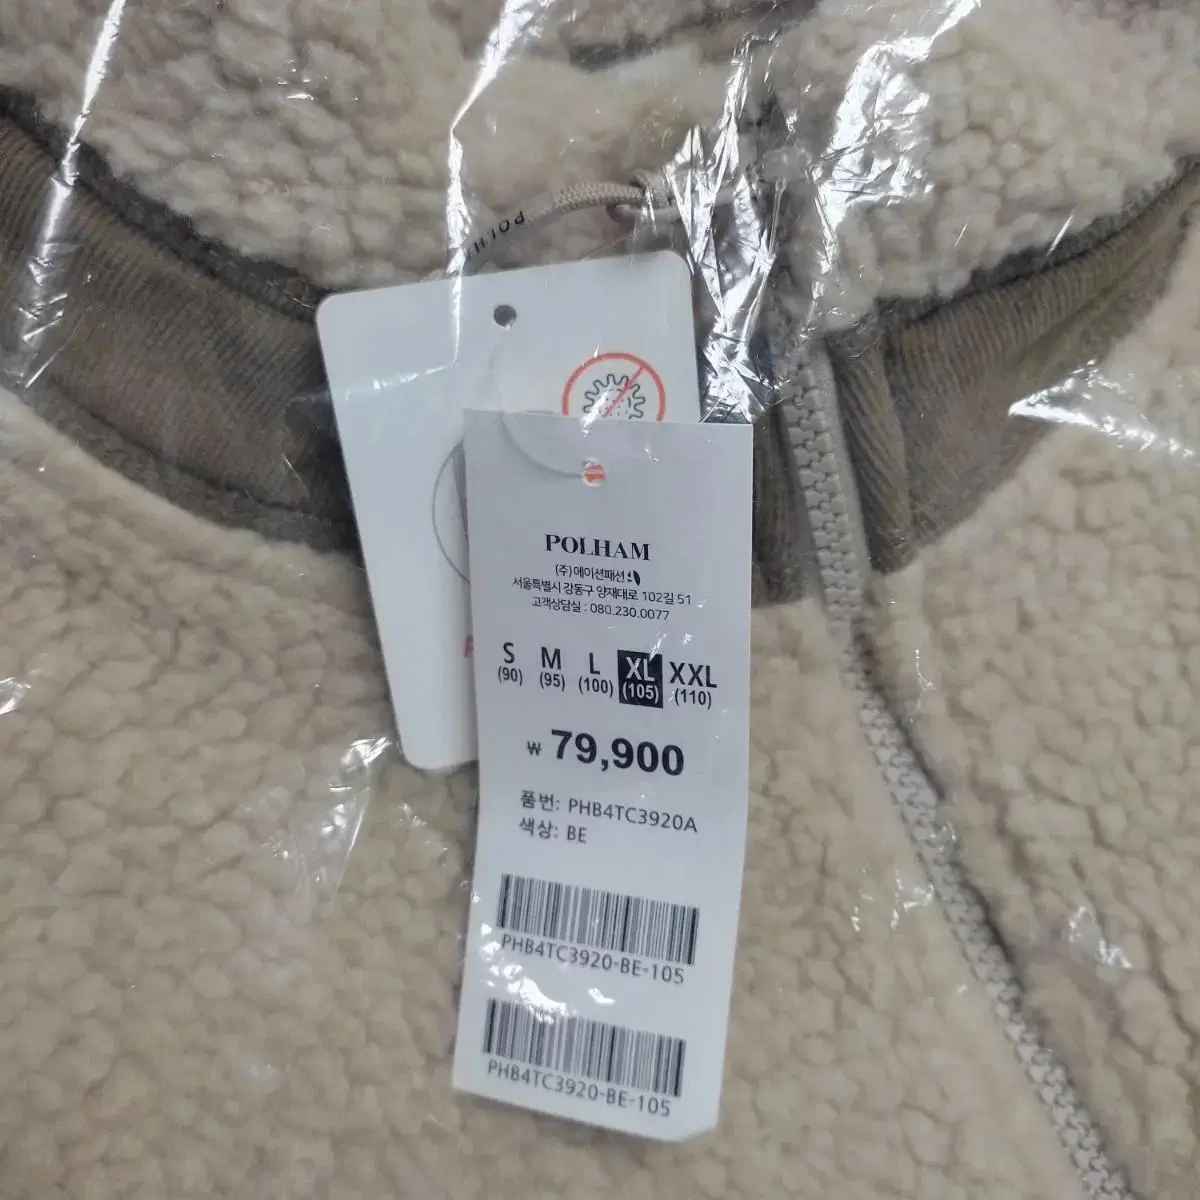 POLH
POLHAM
(주)에이션패션
서울특별시 강동구 양재대로 102길 51
고객상담실 : 080.230.0077
S M L XL XXL
(90) (95) (100) (105) (110)
₩ 79,900
품번: PHB4TC3920A
색상: BE
PHB4TC3920-BE-105
PHB4TC3920-BE-105